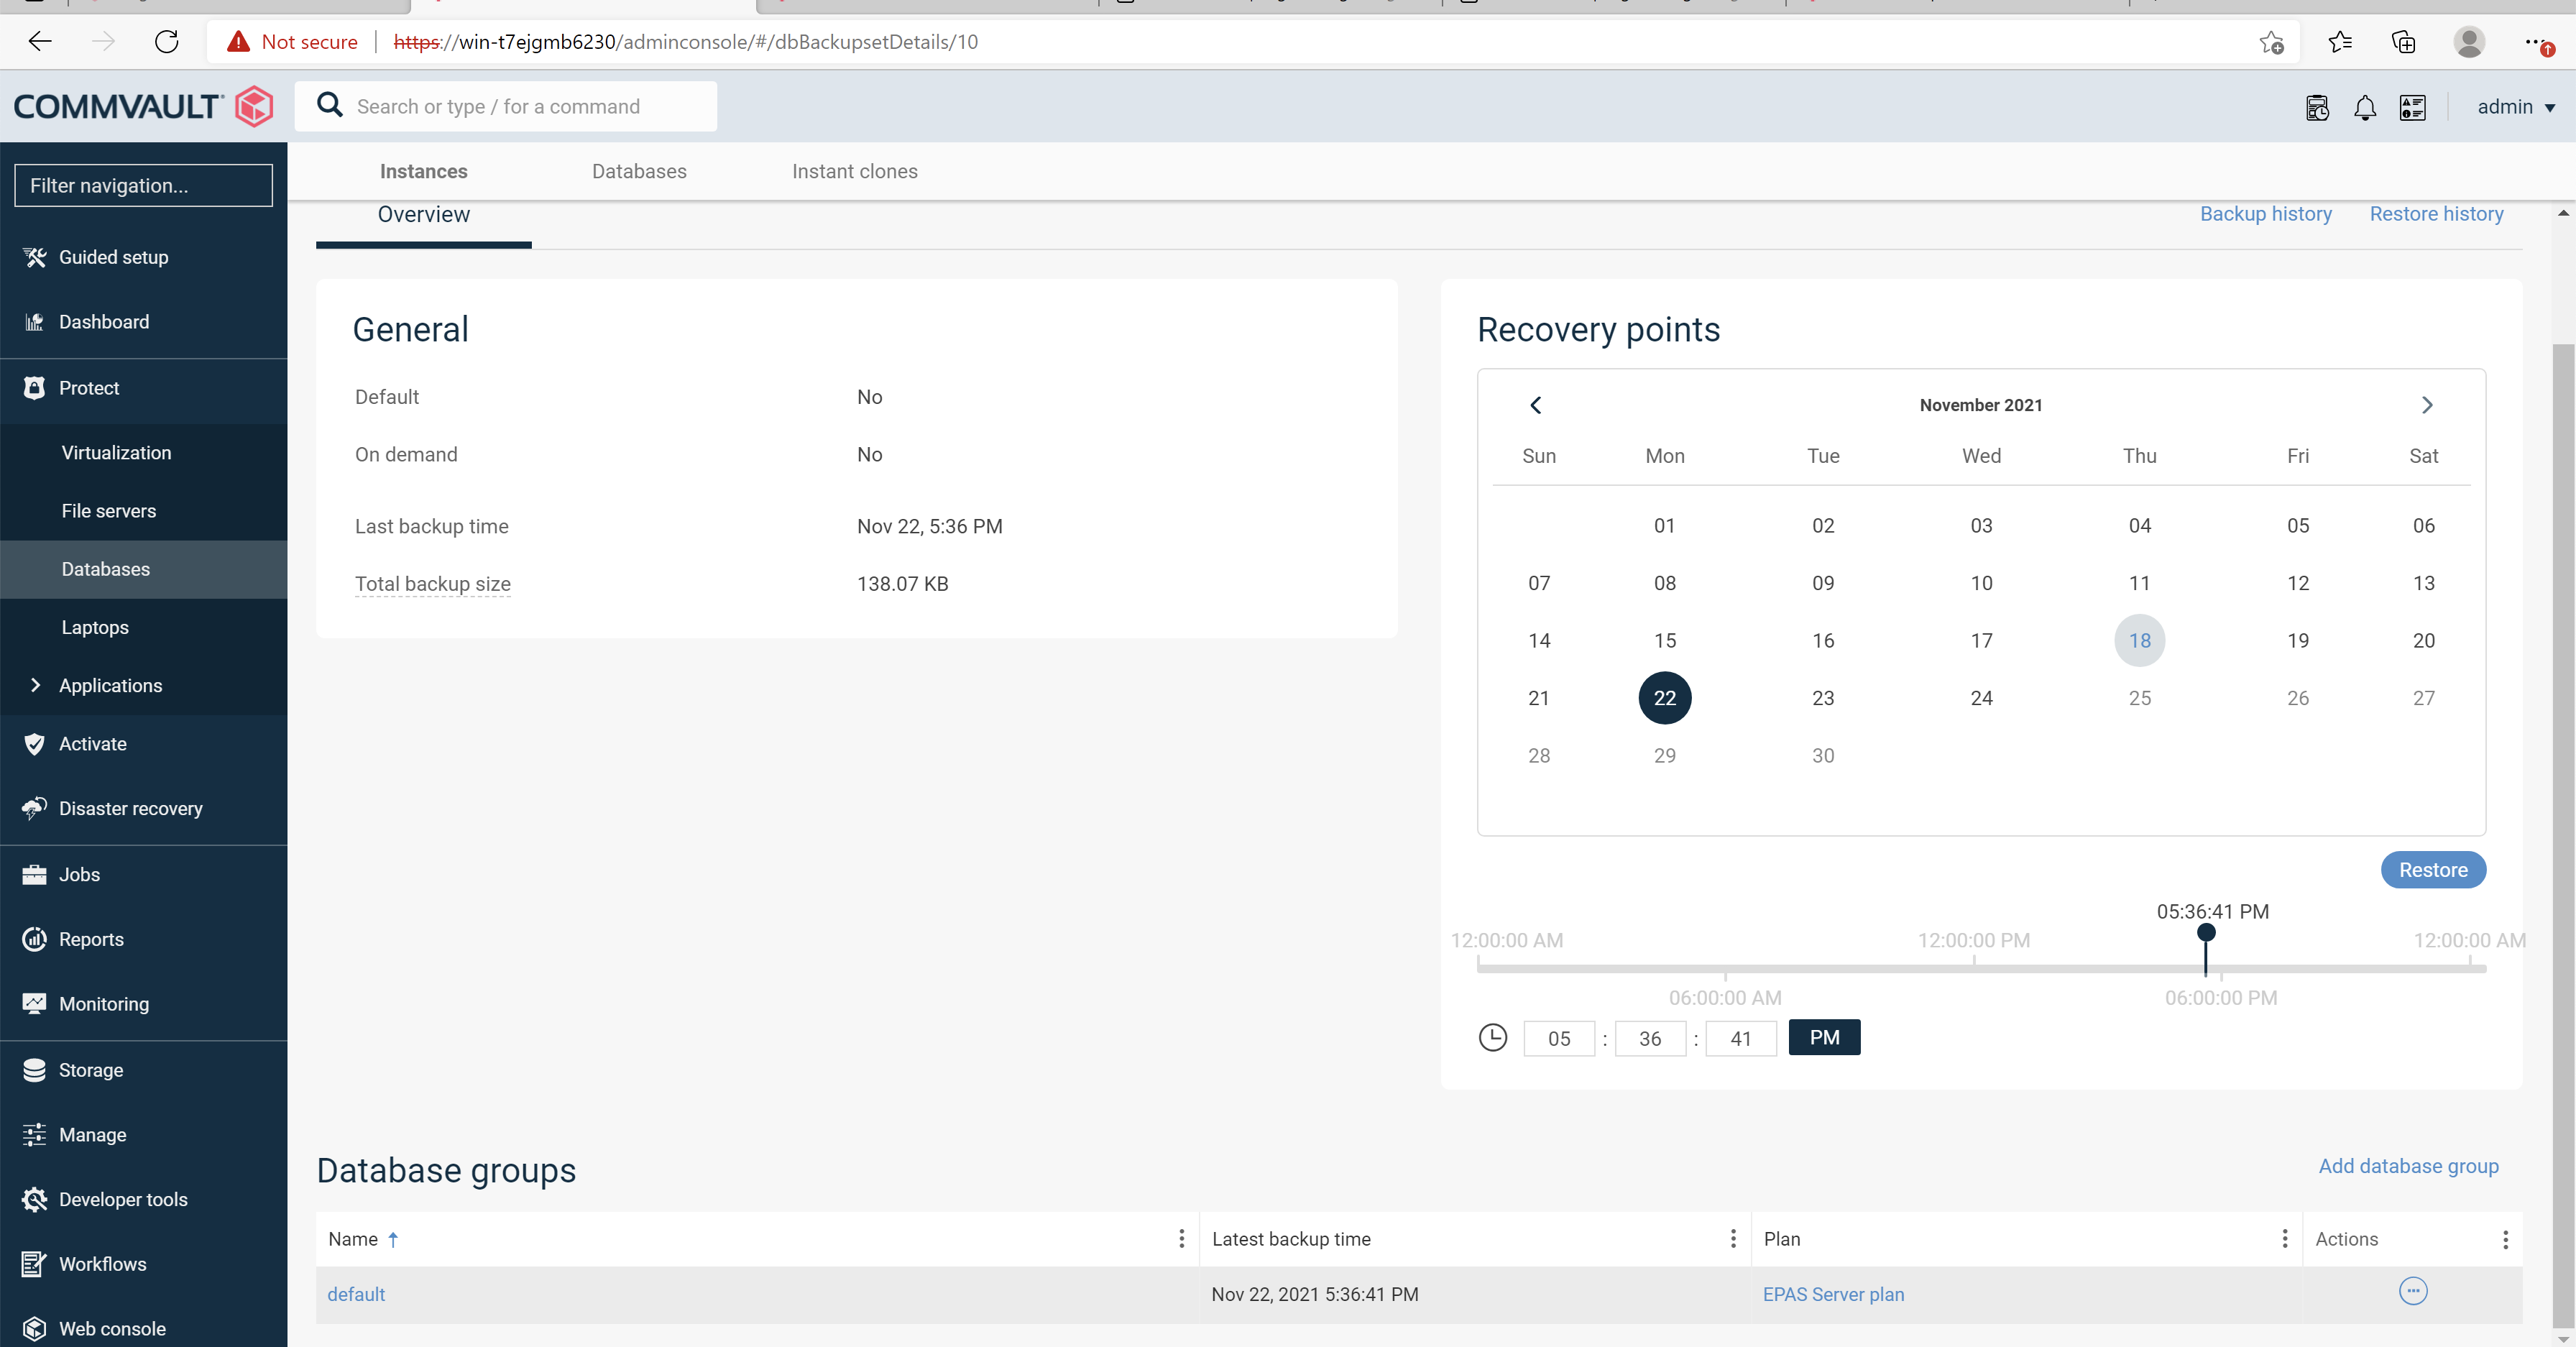 Not secure
https://win-t7ejgmb6230/adminconsole/#/dbBackupsetDetails/10
COMMVAULT
Search or type / for a command
admin
Filter navigation...
Guided setup
Dashboard
Protect
Virtualization
File servers
Databases
Laptops
Applications
Activate
Disaster recovery
Jobs
Reports
Monitoring
Storage
Manage
Developer tools
Workflows
Web console
Instances Databases Instant clones
Overview
Backup history Restore history
General
Default No
On demand No
Last backup time Nov 22, 5:36 PM
Total backup size 138.07 KB
Recovery points
November 2021
Sun Mon Tue Wed Thu Fri Sat
01 02 03 04 05 06
07 08 09 10 11 12 13
14 15 16 17 18 19 20
21 22 23 24 25 26 27
28 29 30
Restore
05:36:41 PM
12:00:00 AM 12:00:00 PM 12:00:00 AM
06:00:00 AM 06:00:00 PM
05 : 36 : 41 PM
Database groups
Add database group
Name Latest backup time Plan Actions
default Nov 22, 2021 5:36:41 PM EPAS Server plan